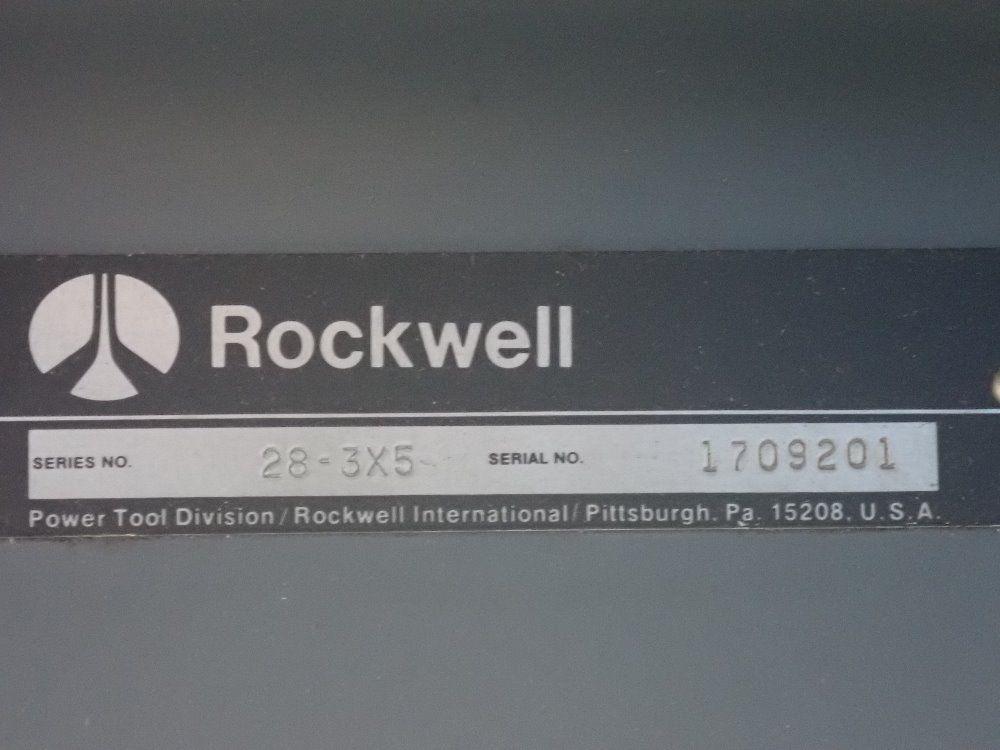 Rockwell
SERIES NO. 28-3X5 SERIAL NO. 1709201
Power Tool Division/Rockwell International/Pittsburgh. Pa. 15208. U.S.A.